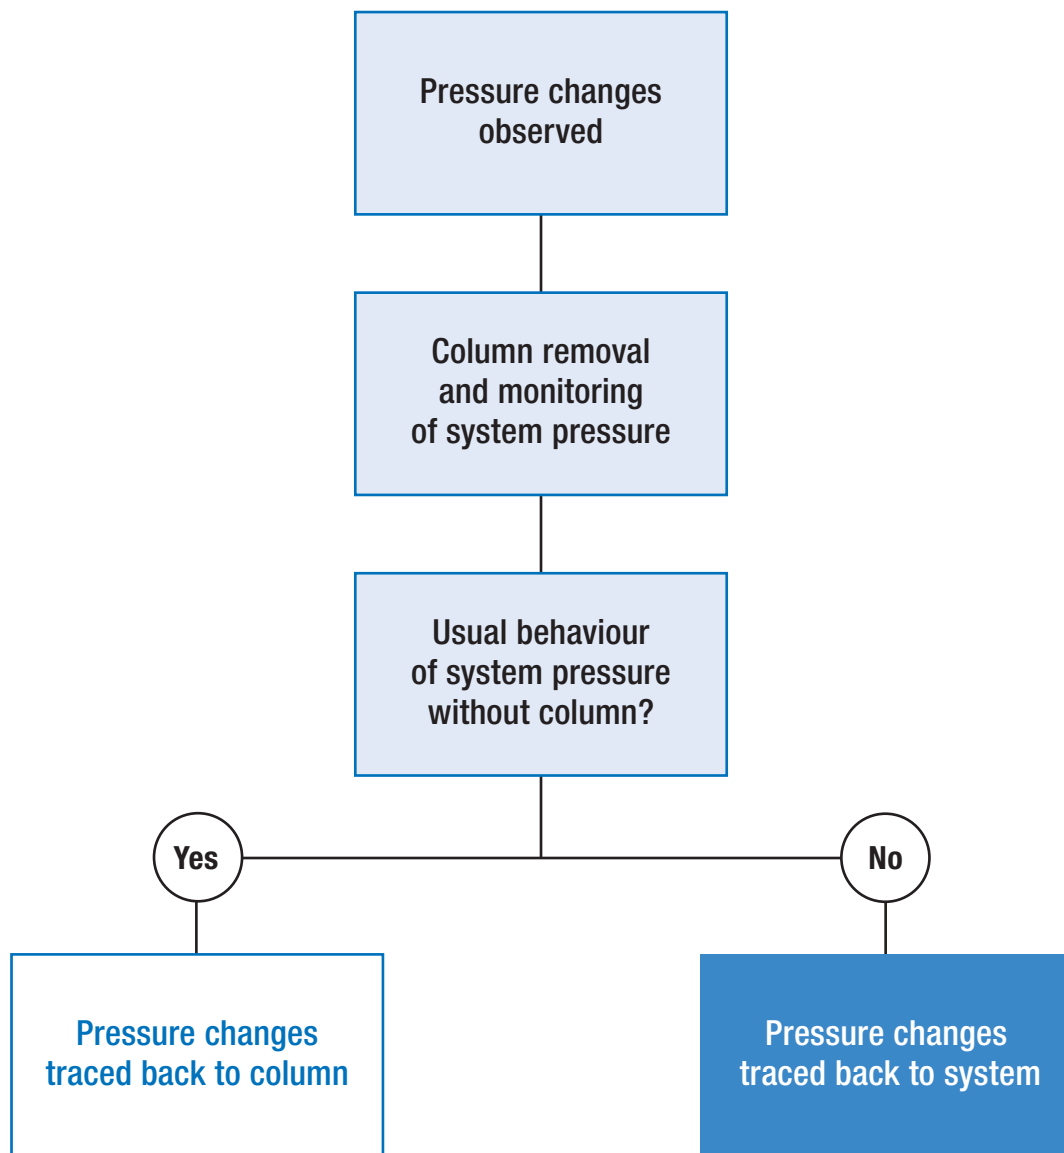 Pressure changes
observed
Column removal
and monitoring
of system pressure
Usual behaviour
of system pressure
without column?
Yes
No
Pressure changes
traced back to column
Pressure changes
traced back to system